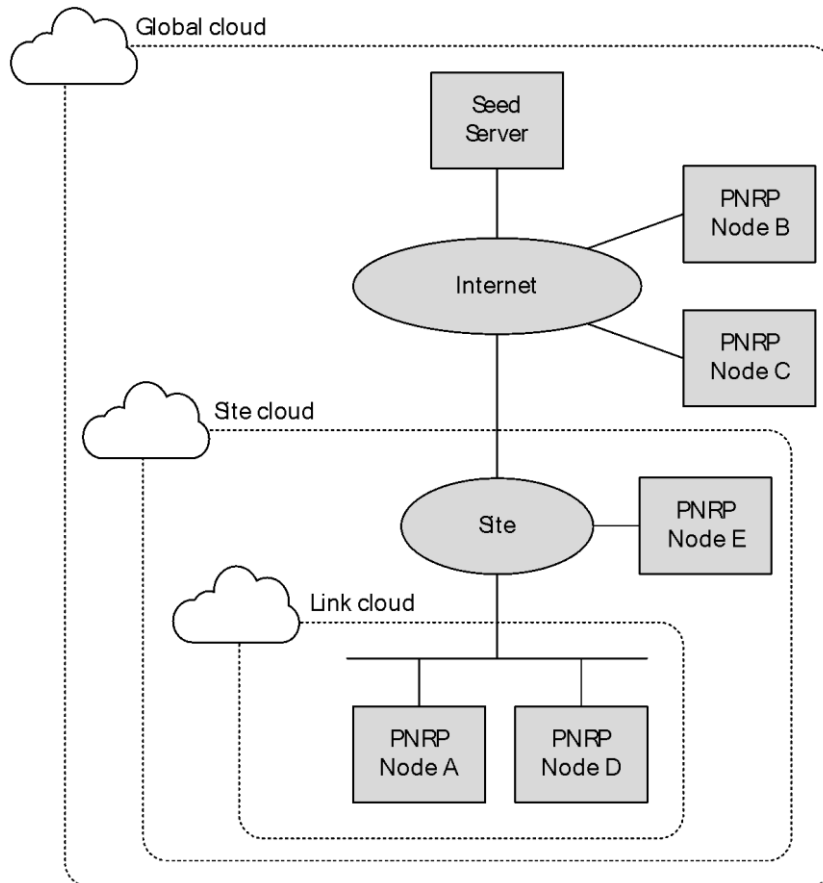 Global cloud
Seed
Server
PNRP
Node B
Internet
PNRP
Node C
Site cloud
Site
PNRP
Node E
Link cloud
PNRP
Node A
PNRP
Node D